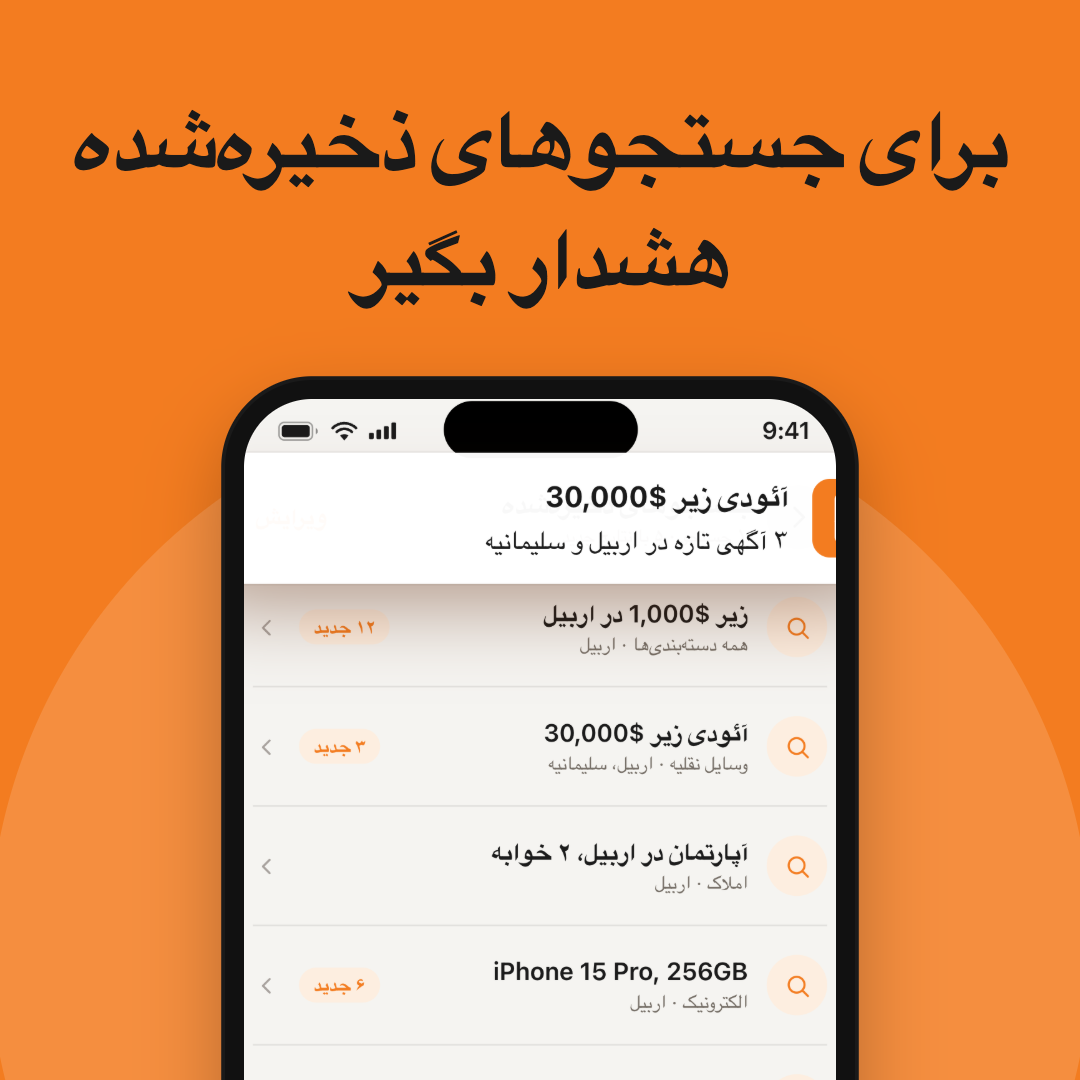 برای جستجوهای ذخیره‌شده
هشدار بگیر
9:41
آئودی زیر $30,000
۳ آگهی تازه در اربیل و سلیمانیه
ویرایش
زیر $1,000 در اربیل
همه دسته‌بندی‌ها · اربیل
۱۲ جدید
آئودی زیر $30,000
وسایل نقلیه · اربیل، سلیمانیه
۳ جدید
آپارتمان در اربیل، ۲ خوابه
املاک · اربیل
iPhone 15 Pro, 256GB
الکترونیک · اربیل
۶ جدید